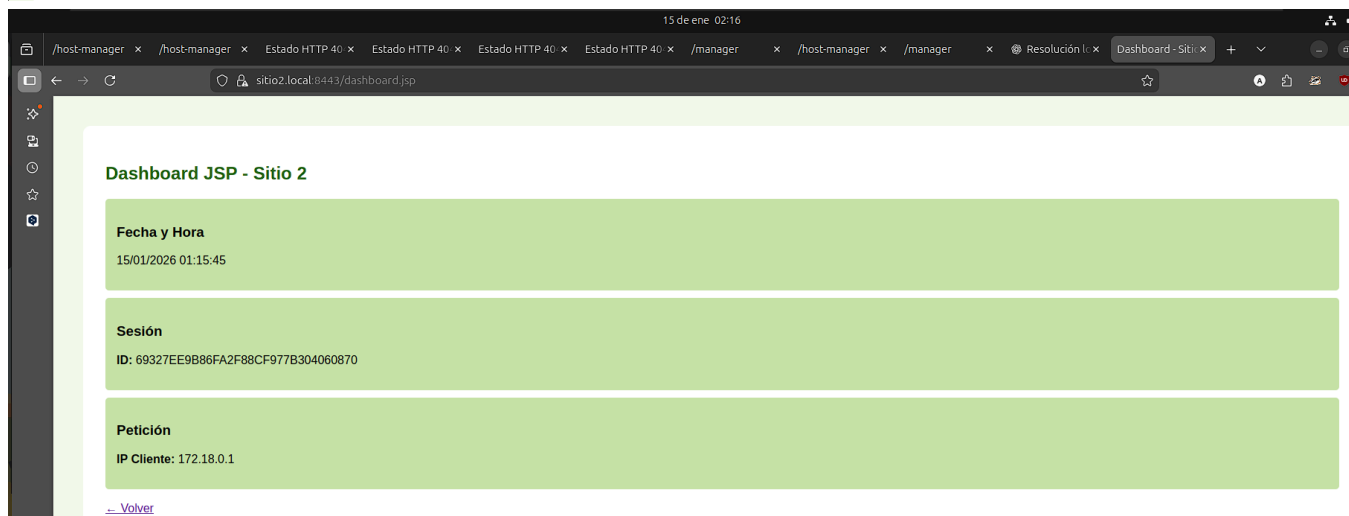 15 de ene 02:16
/host-manager × /host-manager × Estado HTTP 40 × Estado HTTP 40 × Estado HTTP 40 × Estado HTTP 40 × /manager × /host-manager × /manager × Resolución lo × Dashboard - Sitio ×
sitio2.local:8443/dashboard.jsp
Dashboard JSP - Sitio 2
Fecha y Hora
15/01/2026 01:15:45
Sesión
ID: 69327EE9B86FA2F88CF977B304060870
Petición
IP Cliente: 172.18.0.1
← Volver